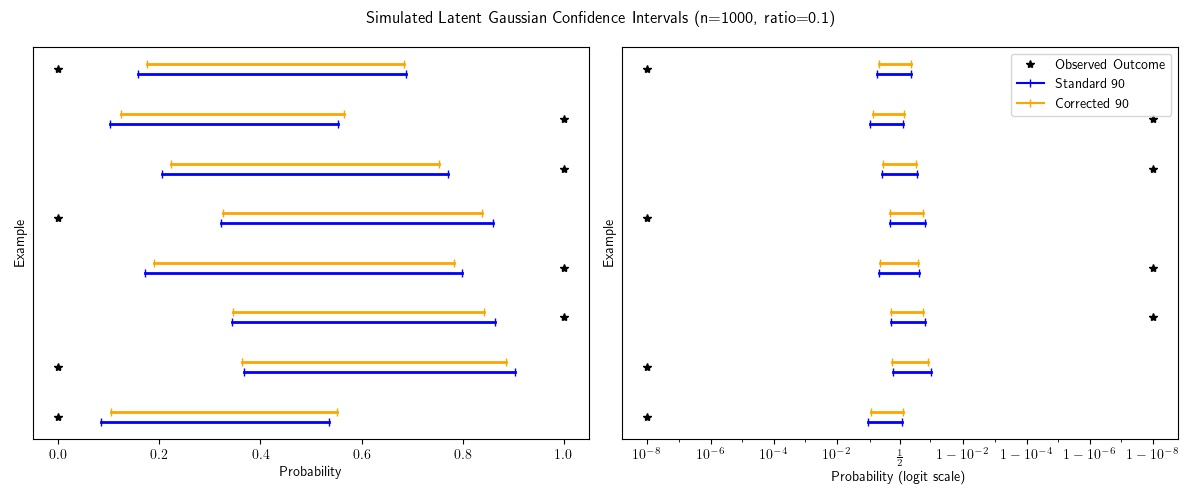 Simulated Latent Gaussian Confidence Intervals (n=1000, ratio=0.1)
Example
0.0 0.2 0.4 0.6 0.8 1.0
Probability
Observed Outcome
Standard 90
Corrected 90
Example
10⁻⁸ 10⁻⁶ 10⁻⁴ 10⁻² 1/2 1 − 10⁻² 1 − 10⁻⁴ 1 − 10⁻⁶ 1 − 10⁻⁸
Probability (logit scale)